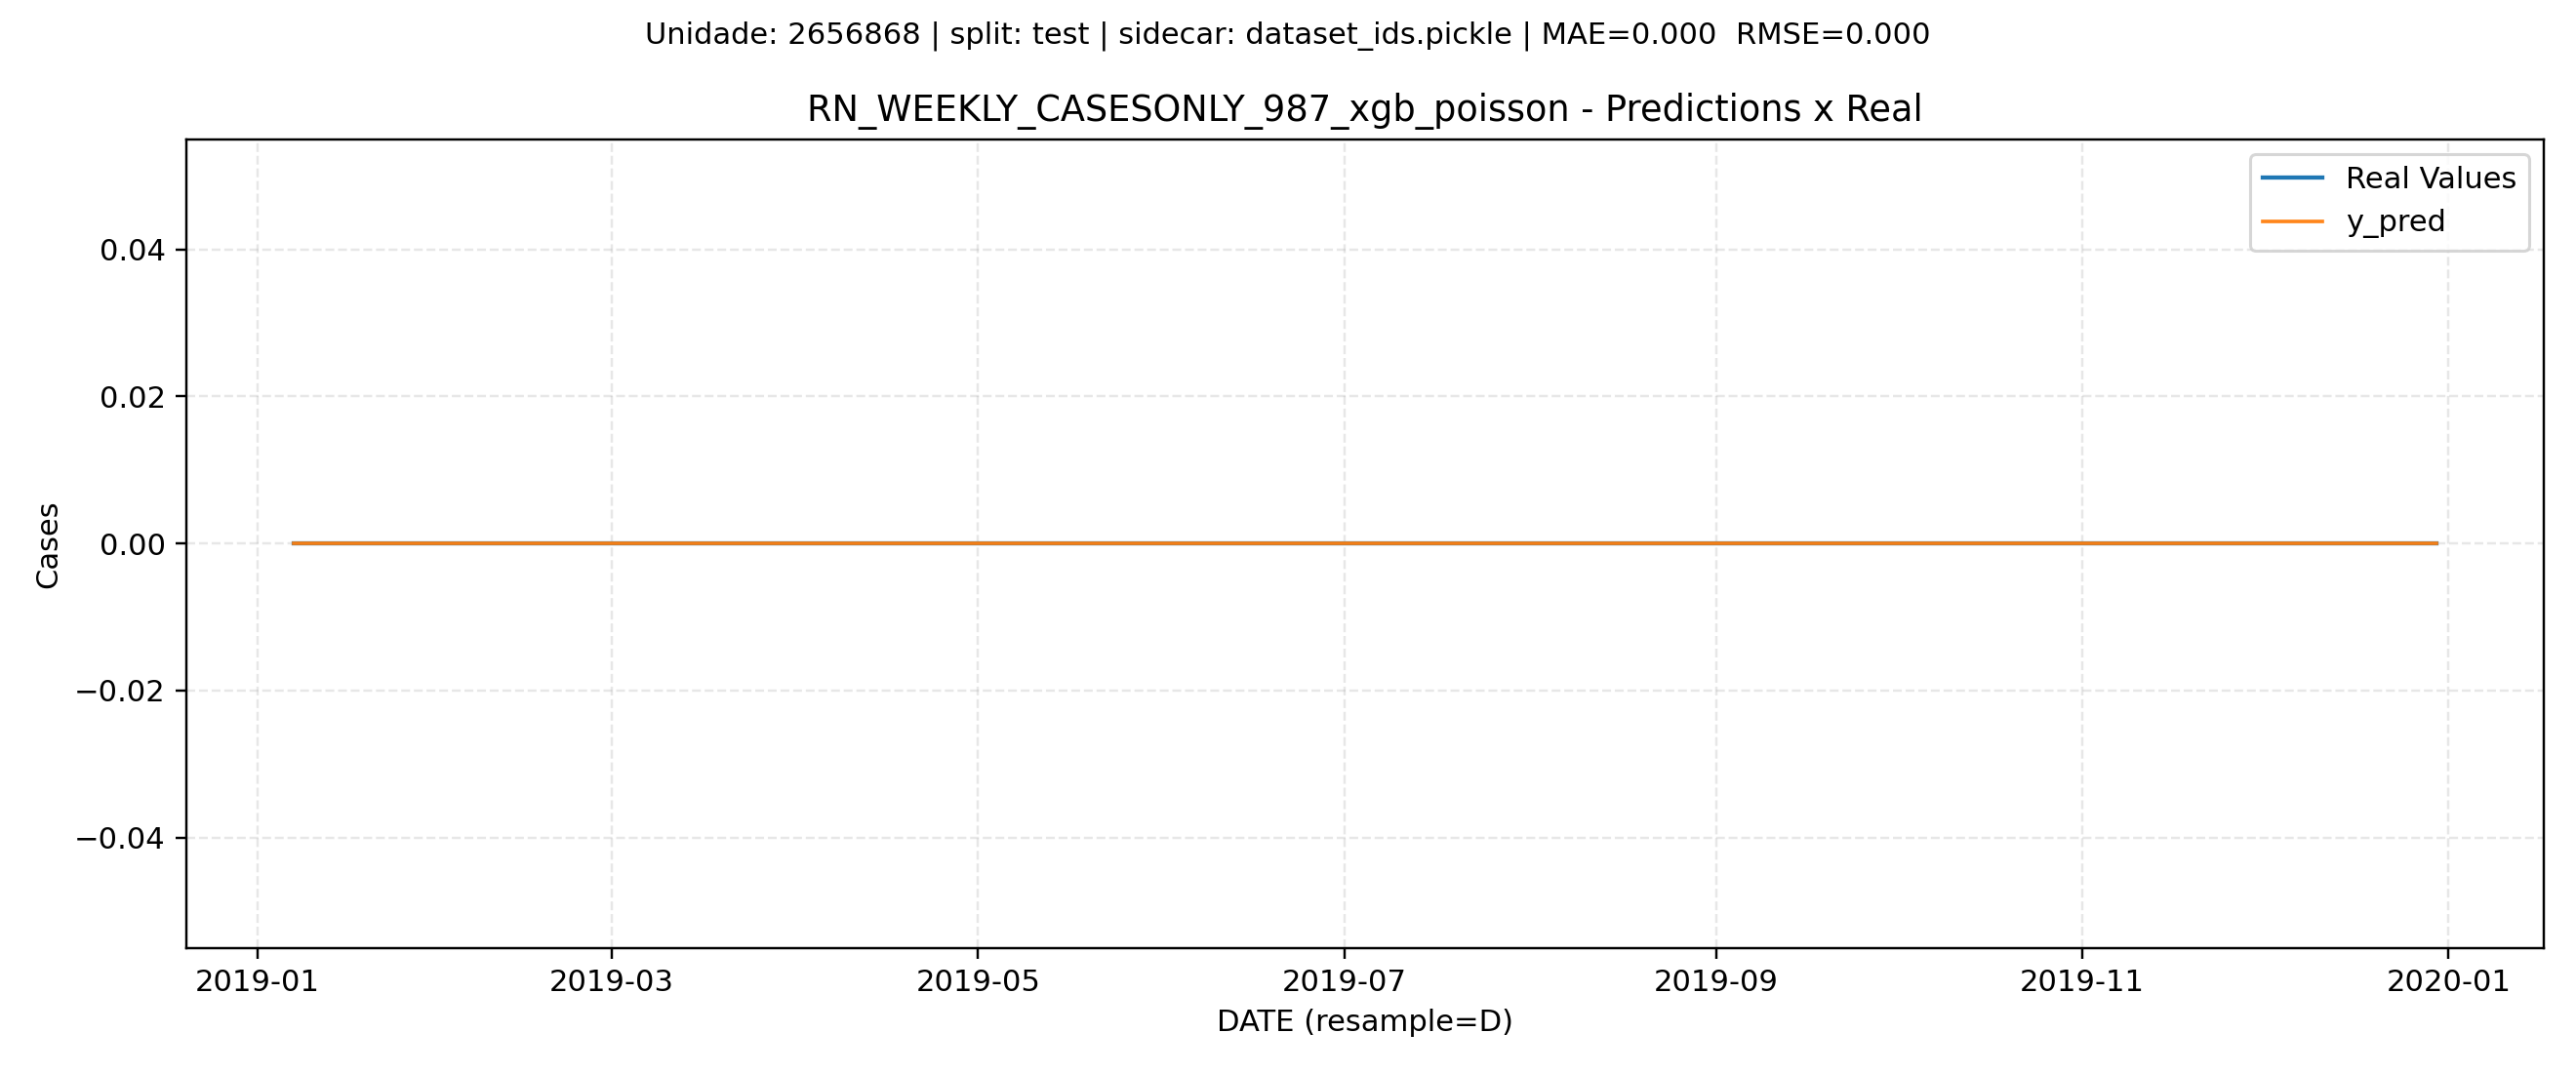 Unidade: 2656868 | split: test | sidecar: dataset_ids.pickle | MAE=0.000  RMSE=0.000
RN_WEEKLY_CASESONLY_987_xgb_poisson - Predictions x Real
Real Values
y_pred
0.04
0.02
0.00
−0.02
−0.04
Cases
2019-01
2019-03
2019-05
2019-07
2019-09
2019-11
2020-01
DATE (resample=D)